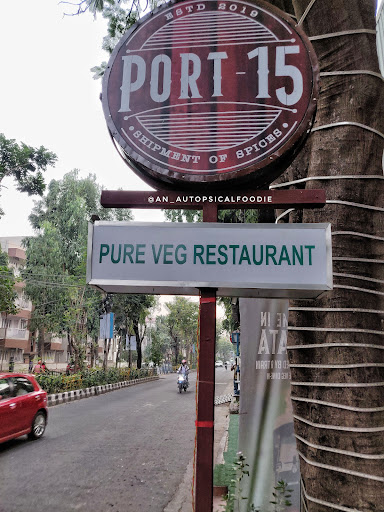 ESTD 2019
PORT-15
SHIPMENT OF SPICES
@AN_AUTOPSICALFOODIE
PURE VEG RESTAURANT